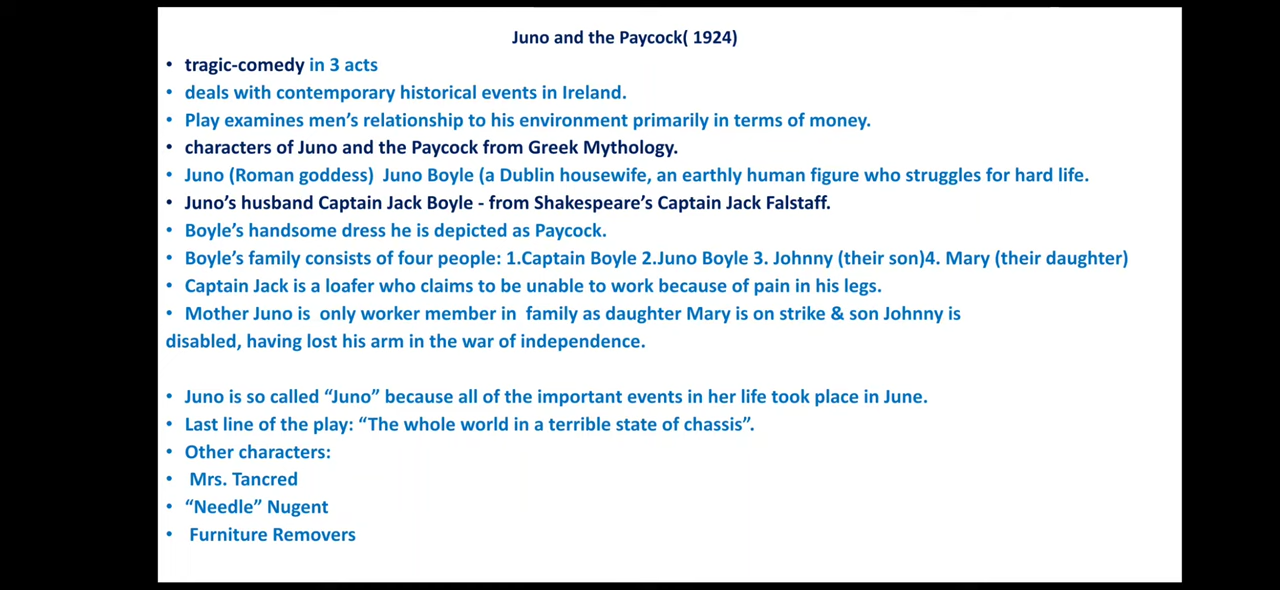 Juno and the Paycock( 1924)
• tragic-comedy in 3 acts
• deals with contemporary historical events in Ireland.
• Play examines men’s relationship to his environment primarily in terms of money.
• characters of Juno and the Paycock from Greek Mythology.
• Juno (Roman goddess) Juno Boyle (a Dublin housewife, an earthly human figure who struggles for hard life.
• Juno’s husband Captain Jack Boyle - from Shakespeare’s Captain Jack Falstaff.
• Boyle’s handsome dress he is depicted as Paycock.
• Boyle’s family consists of four people: 1.Captain Boyle 2.Juno Boyle 3. Johnny (their son)4. Mary (their daughter)
• Captain Jack is a loafer who claims to be unable to work because of pain in his legs.
• Mother Juno is only worker member in family as daughter Mary is on strike & son Johnny is
disabled, having lost his arm in the war of independence.
• Juno is so called “Juno” because all of the important events in her life took place in June.
• Last line of the play: “The whole world in a terrible state of chassis”.
• Other characters:
• Mrs. Tancred
• “Needle” Nugent
• Furniture Removers